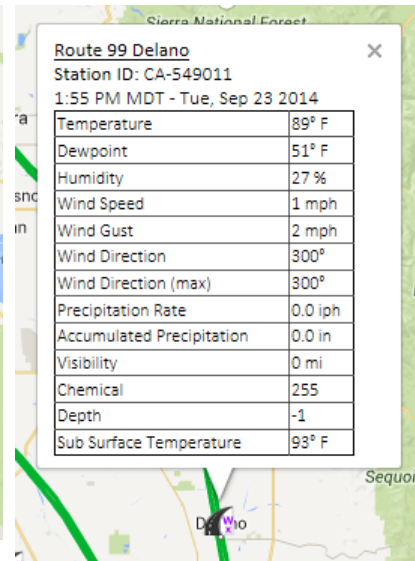 Sierra National Forest
Route 99 Delano
Station ID: CA-549011
1:55 PM MDT - Tue, Sep 23 2014
Temperature 89° F
Dewpoint 51° F
Humidity 27 %
Wind Speed 1 mph
Wind Gust 2 mph
Wind Direction 300°
Wind Direction (max) 300°
Precipitation Rate 0.0 iph
Accumulated Precipitation 0.0 in
Visibility 0 mi
Chemical 255
Depth -1
Sub Surface Temperature 93° F
Sequoi
W
x